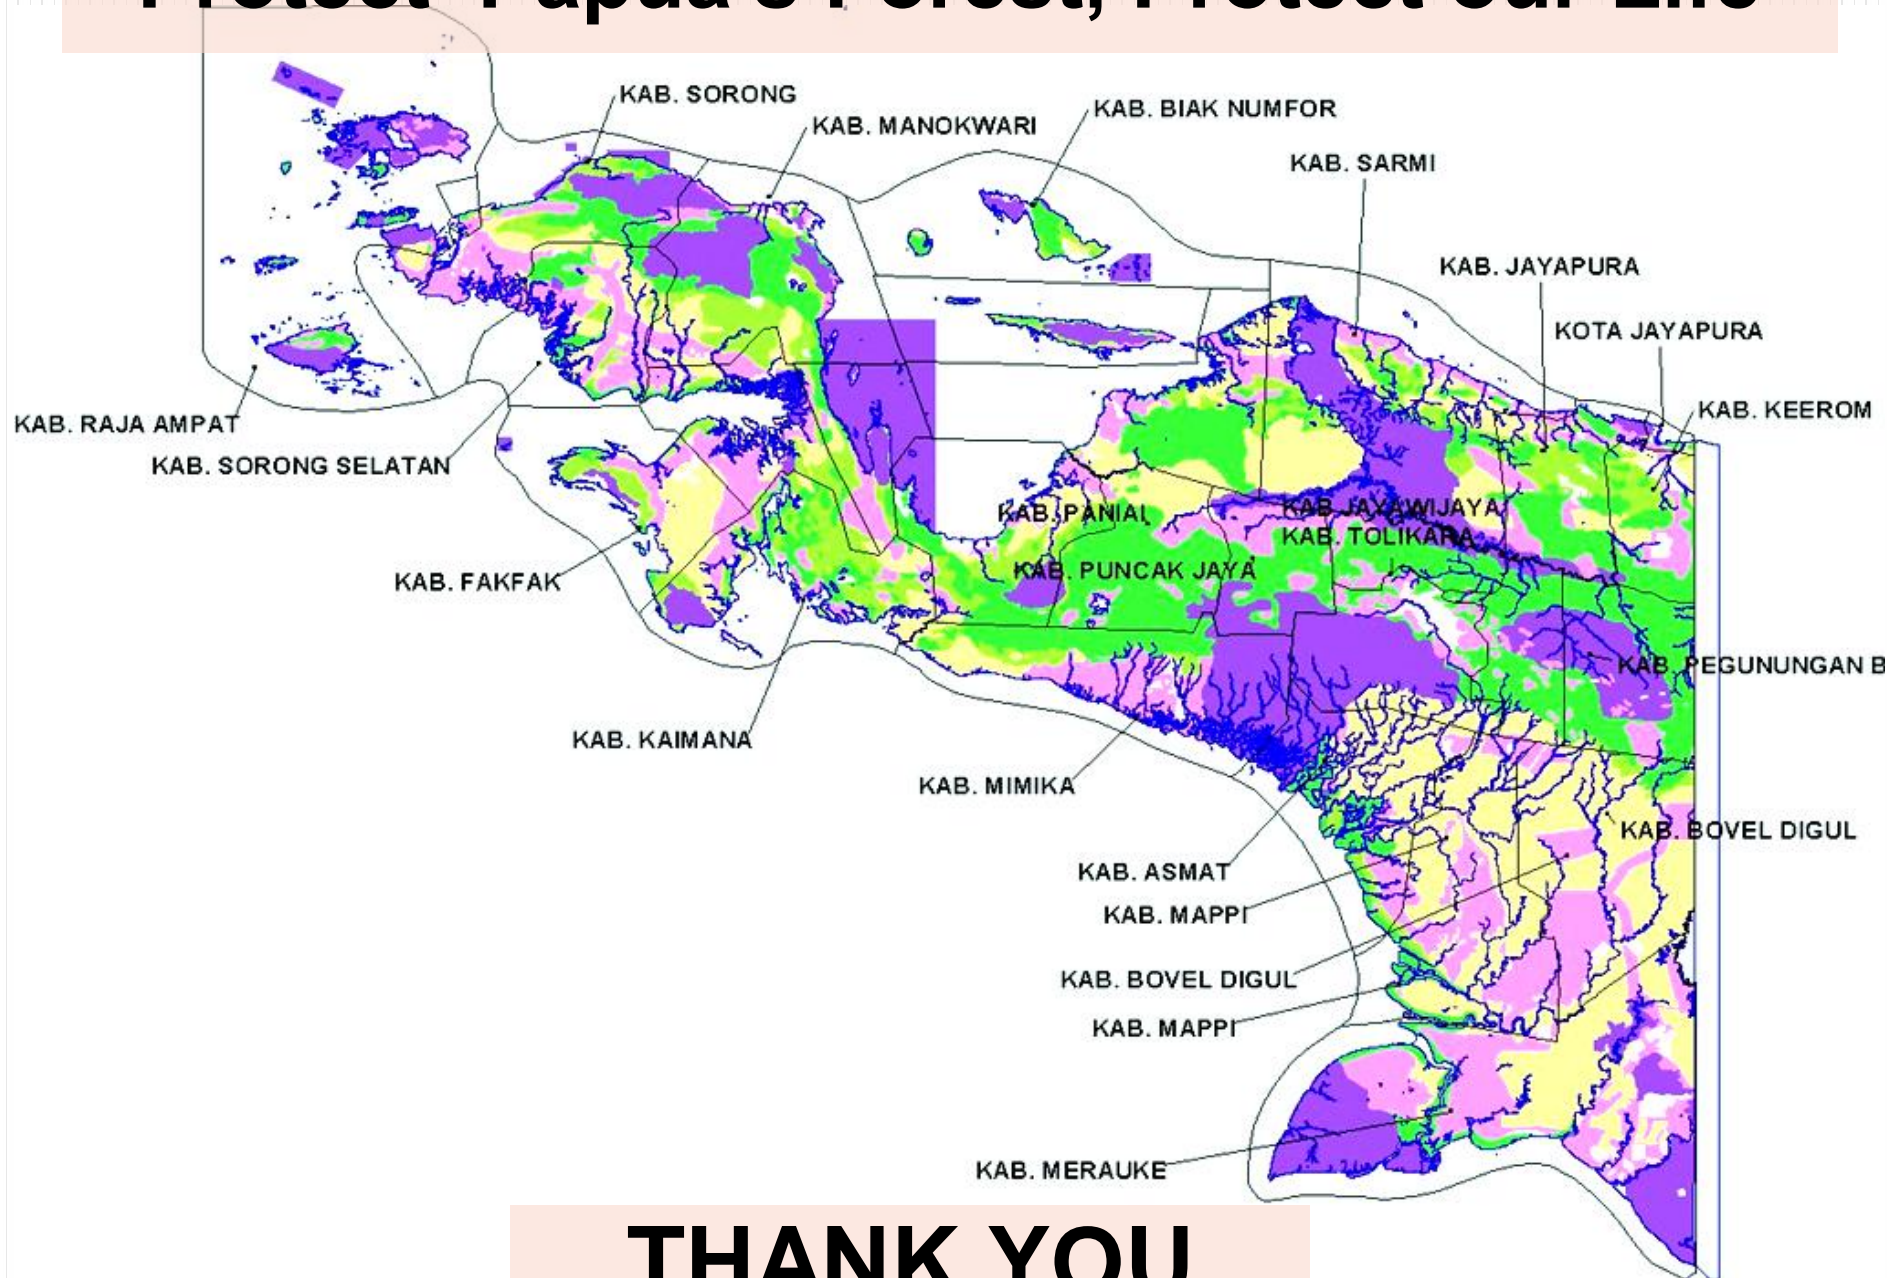 Protect Papua's Forest, Protect our Life
KAB. SORONG
KAB. MANOKWARI
KAB. BIAK NUMFOR
KAB. SARMI
KAB. JAYAPURA
KOTA JAYAPURA
KAB. KEEROM
KAB. RAJA AMPAT
KAB. SORONG SELATAN
KAB. PANIAI
KAB. JAYAWIJAYA
KAB. TOLIKARA
KAB. PUNCAK JAYA
KAB. FAKFAK
KAB. PEGUNUNGAN B
KAB. KAIMANA
KAB. MIMIKA
KAB. BOVEL DIGUL
KAB. ASMAT
KAB. MAPPI
KAB. BOVEL DIGUL
KAB. MAPPI
KAB. MERAUKE
THANK YOU